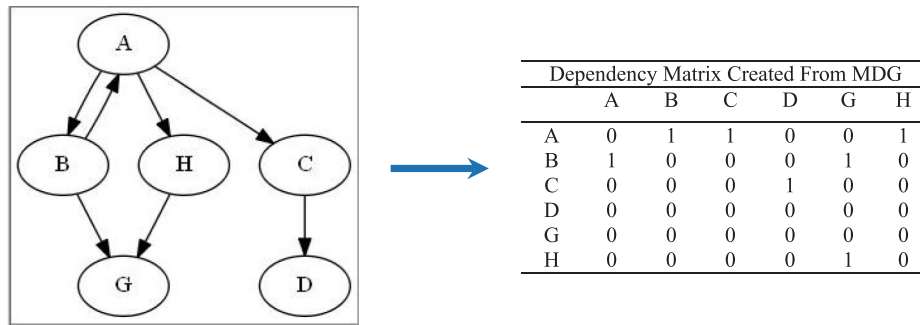 A
B
H
C
G
D
Dependency Matrix Created From MDG
A B C D G H
A 0 1 1 0 0 1
B 1 0 0 0 1 0
C 0 0 0 1 0 0
D 0 0 0 0 0 0
G 0 0 0 0 0 0
H 0 0 0 0 1 0